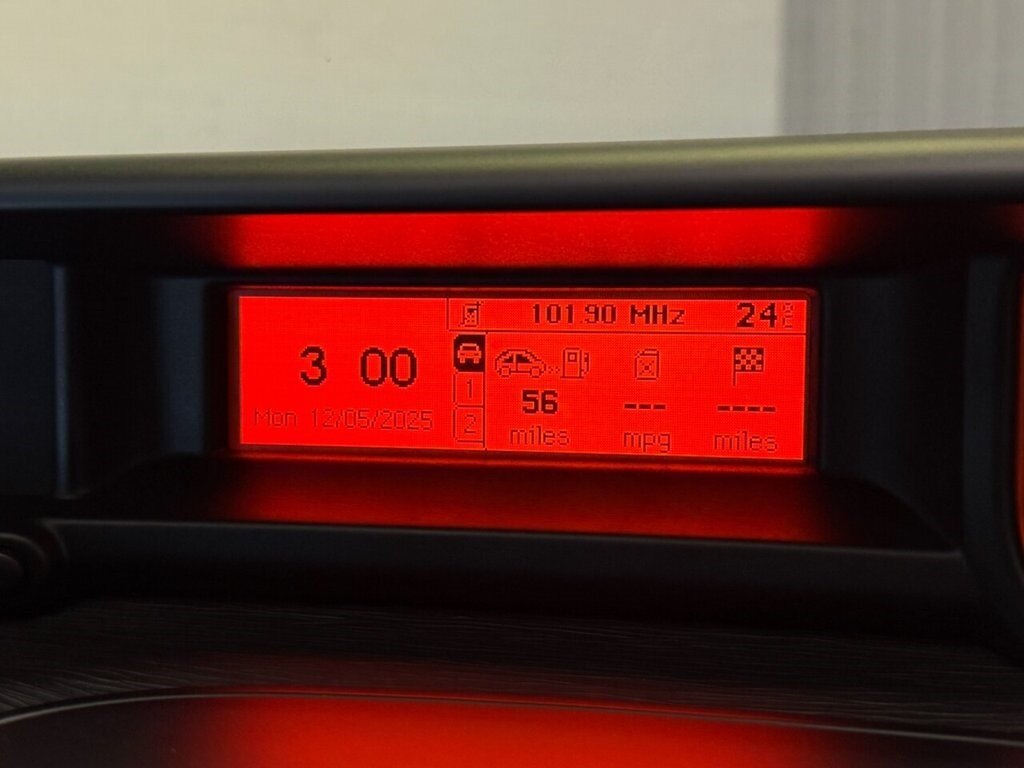 101.90 MHz 24°C
3 00
Mon 12/05/2025
1
2
56 --- ----
miles mpg miles